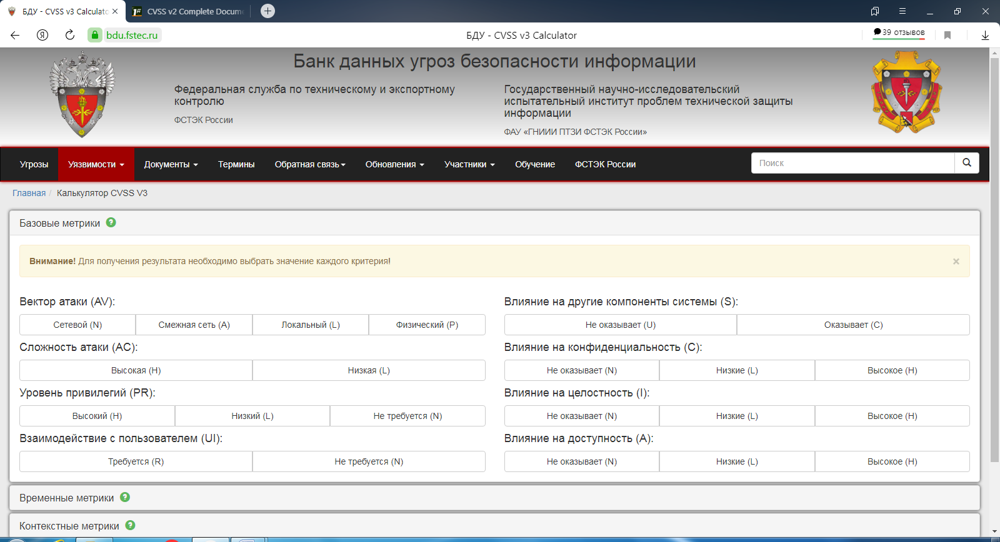 БДУ - CVSS v3 Calculato
CVSS v2 Complete Docum
bdu.fstec.ru
БДУ - CVSS v3 Calculator
39 отзывов
Банк данных угроз безопасности информации
Федеральная служба по техническому и экспортному
контролю
ФСТЭК России
Государственный научно-исследовательский
испытательный институт проблем технической защиты
информации
ФАУ «ГНИИИ ПТЗИ ФСТЭК России»
Угрозы Уязвимости Документы Термины Обратная связь Обновления Участники Обучение ФСТЭК России Поиск
Главная / Калькулятор CVSS V3
Базовые метрики
Внимание! Для получения результата необходимо выбрать значение каждого критерия!
Вектор атаки (AV):
Сетевой (N) Смежная сеть (A) Локальный (L) Физический (P)
Сложность атаки (AC):
Высокая (H) Низкая (L)
Уровень привилегий (PR):
Высокий (H) Низкий (L) Не требуется (N)
Взаимодействие с пользователем (UI):
Требуется (R) Не требуется (N)
Влияние на другие компоненты системы (S):
Не оказывает (U) Оказывает (C)
Влияние на конфиденциальность (C):
Не оказывает (N) Низкие (L) Высокое (H)
Влияние на целостность (I):
Не оказывает (N) Низкие (L) Высокое (H)
Влияние на доступность (A):
Не оказывает (N) Низкие (L) Высокое (H)
Временные метрики
Контекстные метрики